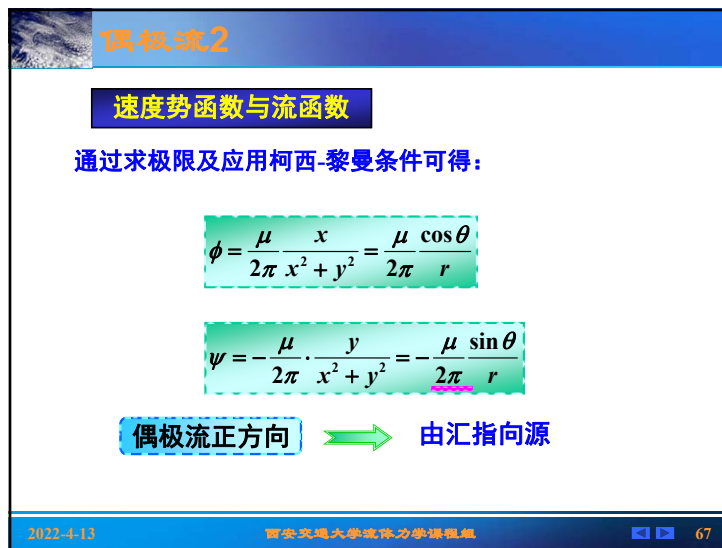 偶极流2
速度势函数与流函数
通过求极限及应用柯西-黎曼条件可得：
ϕ = μ/2π x/(x² + y²) = μ/2π cosθ/r
ψ = −μ/2π · y/(x² + y²) = −μ/2π sinθ/r
偶极流正方向 由汇指向源
2022-4-13 西安交通大学流体力学课程组 67